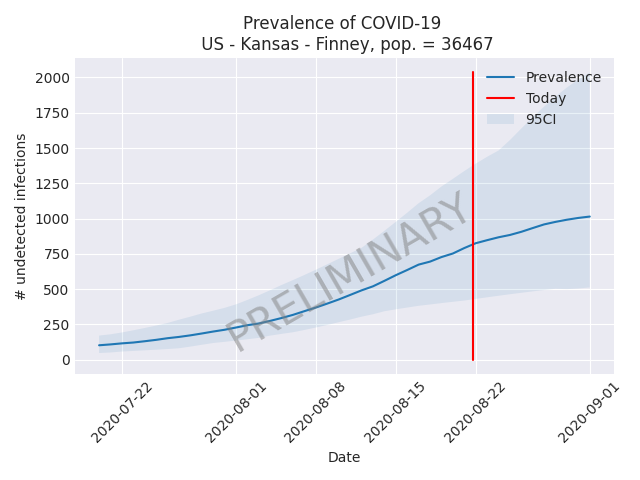 Prevalence of COVID-19
US - Kansas - Finney, pop. = 36467
# undetected infections
2000
1750
1500
1250
1000
750
500
250
0
Prevalence
Today
95CI
PRELIMINARY
2020-07-22
2020-08-01
2020-08-08
2020-08-15
2020-08-22
2020-09-01
Date